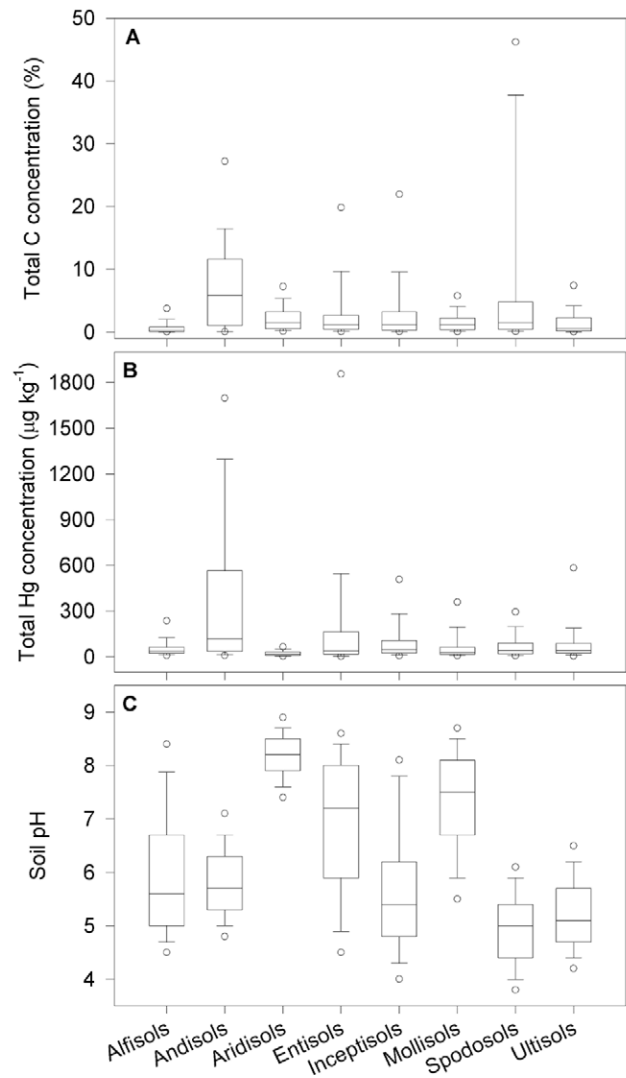 A
Total C concentration (%)
50
40
30
20
10
0
B
Total Hg concentration (µg kg⁻¹)
1800
1500
1200
900
600
300
0
C
Soil pH
9
8
7
6
5
4
Alfisols
Andisols
Aridisols
Entisols
Inceptisols
Mollisols
Spodosols
Ultisols